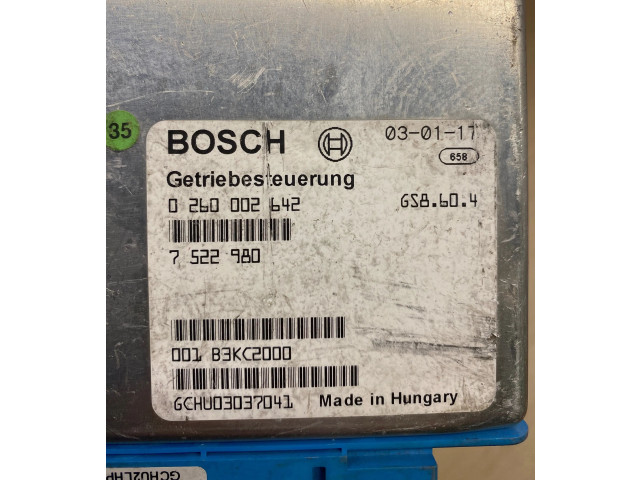 35
BOSCH 03-01-17
658
Getriebesteuerung
0 260 002 642 GS8.60.4
7 522 980
001 B3KC2000
GCHU03037041 Made in Hungary